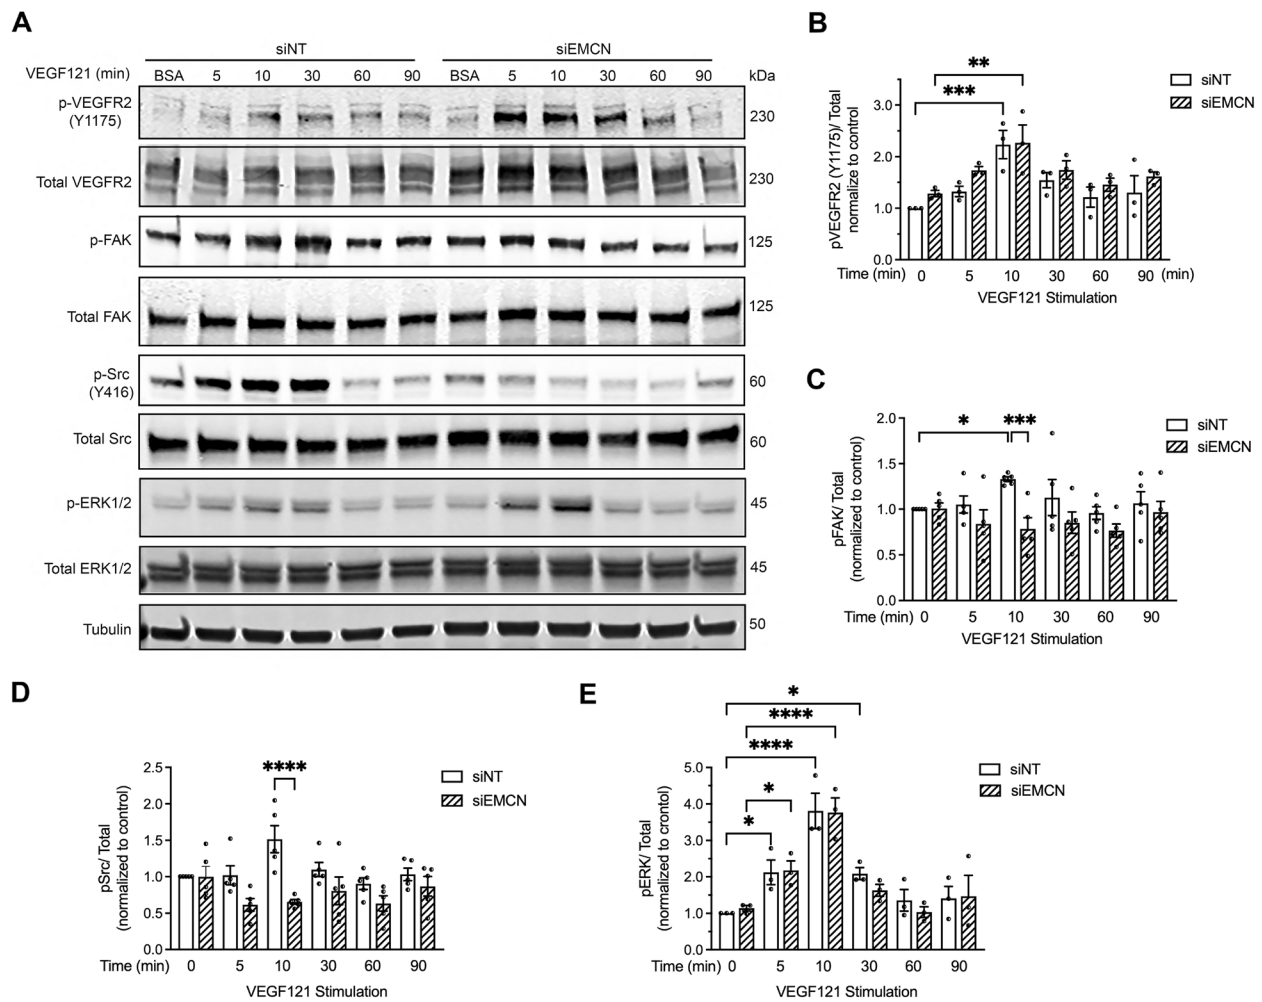 A
siNT siEMCN
VEGF121 (min) BSA 5 10 30 60 90 BSA 5 10 30 60 90 kDa
p-VEGFR2
(Y1175)
230
Total VEGFR2 230
p-FAK 125
Total FAK 125
p-Src
(Y416)
60
Total Src 60
p-ERK1/2 45
Total ERK1/2 45
Tubulin 50
B
**
***
siNT
siEMCN
pVEGFR2 (Y1175)/ Total
normalize to control)
3.0
2.0
1.0
0.0
Time (min) 0 5 10 30 60 90 (min)
VEGF121 Stimulation
C
* ***
siNT
siEMCN
pFAK/ Total
(normalized to control)
2.0
1.5
1.0
0.5
0.0
Time (min) 0 5 10 30 60 90
VEGF121 Stimulation
D
****
siNT
siEMCN
pSrc/ Total
(normalized to control)
2.5
2.0
1.5
1.0
0.5
0.0
Time (min) 0 5 10 30 60 90
VEGF121 Stimulation
E
*
****
****
*
*
siNT
siEMCN
pERK/ Total
(normalized to cronontol)
5.0
4.0
3.0
2.0
1.0
0.0
Time (min) 0 5 10 30 60 90
VEGF121 Stimulation